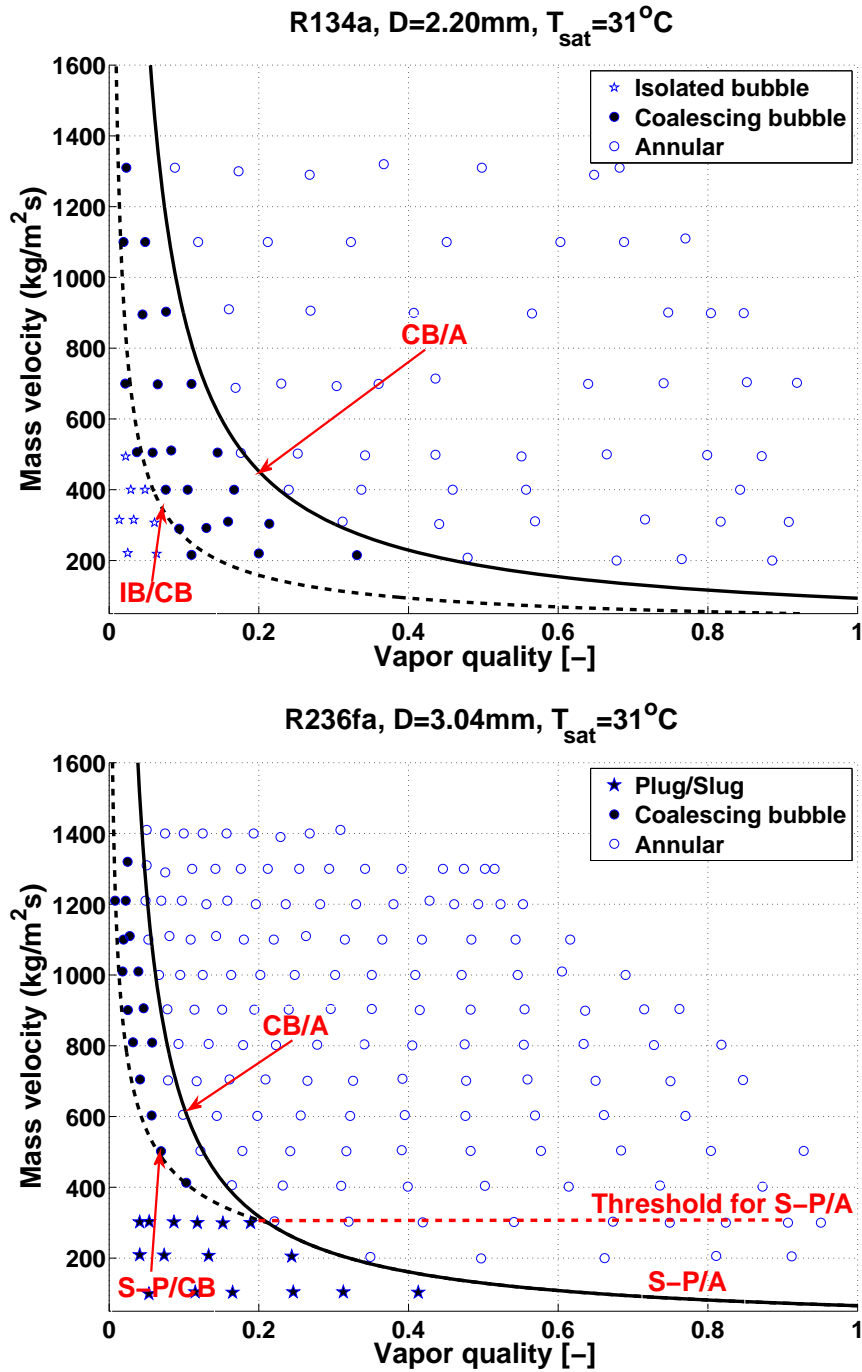 R134a, D=2.20mm, Tsat=31°C
1600
1400
1200
1000
800
600
400
200
Mass velocity (kg/m²s)
Isolated bubble
Coalescing bubble
Annular
CB/A
IB/CB
0
0.2
0.4
0.6
0.8
1
Vapor quality [−]
R236fa, D=3.04mm, Tsat=31°C
1600
1400
1200
1000
800
600
400
200
Mass velocity (kg/m²s)
Plug/Slug
Coalescing bubble
Annular
CB/A
Threshold for S−P/A
S−P/CB
S−P/A
0
0.2
0.4
0.6
0.8
1
Vapor quality [−]